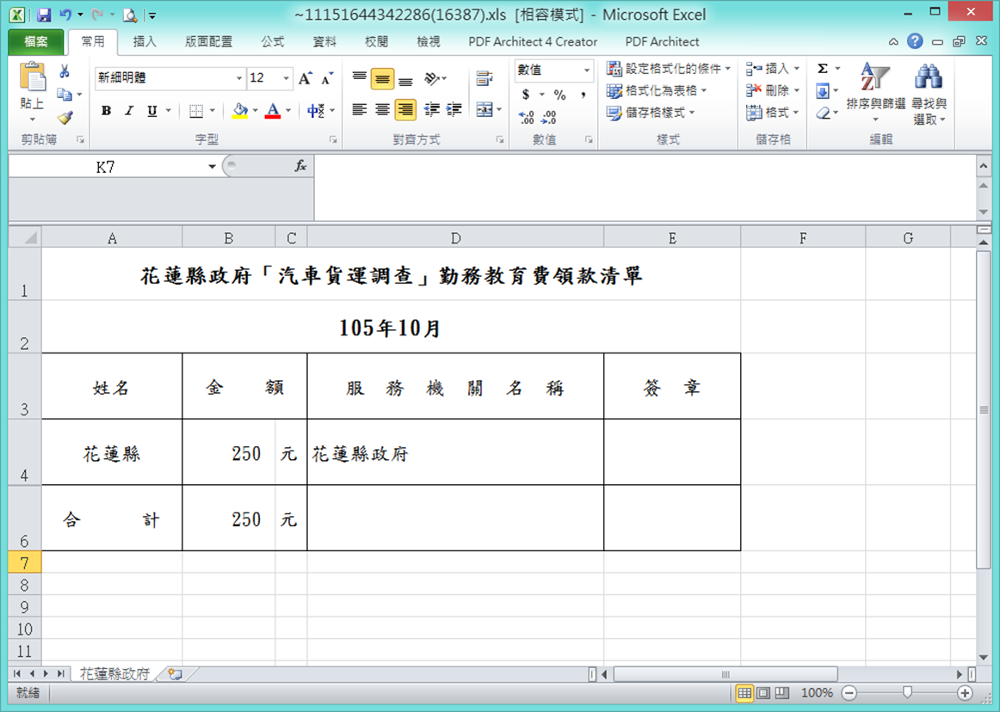 ~11151644342286(16387).xls [相容模式] - Microsoft Excel
檔案 常用 插入 版面配置 公式 資料 校閱 檢視 PDF Architect 4 Creator PDF Architect
貼上
剪貼簿
新細明體 12
B I U
字型
對齊方式
數值
$ % ,
數值
設定格式化的條件
格式化為表格
儲存格樣式
樣式
插入
刪除
格式
儲存格
Σ
排序與篩選
尋找與
選取
編輯
K7 fx
A B C D E F G
1 花蓮縣政府「汽車貨運調查」勤務教育費領款清單
2 105年10月
3 姓名 金 額 服 務 機 關 名 稱 簽 章
4 花蓮縣 250 元 花蓮縣政府
6 合 計 250 元
7
8
9
10
11
花蓮縣政府
就緒 100%